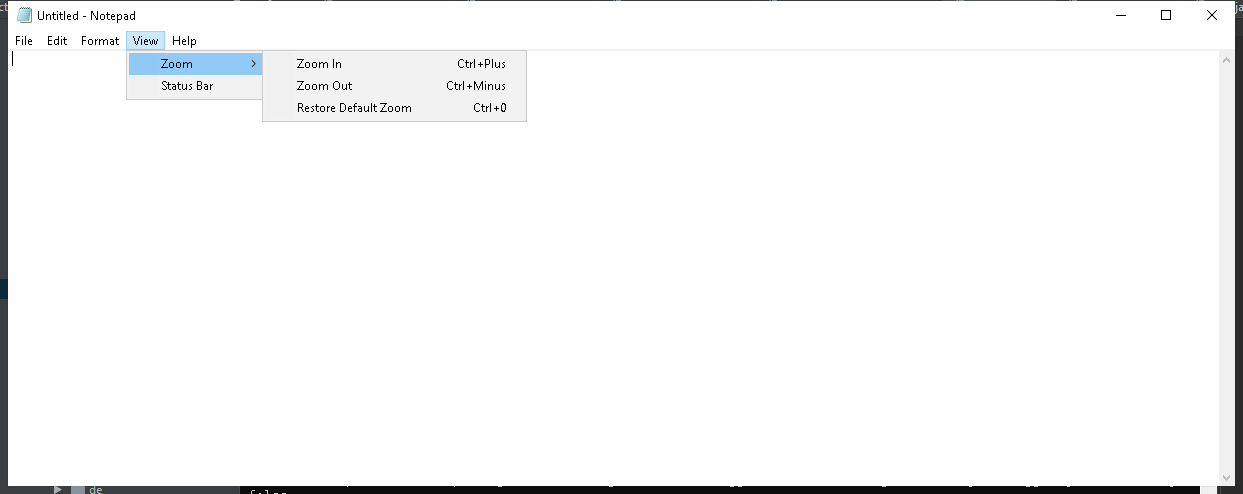 Untitled - Notepad
File Edit Format View Help
Zoom
Status Bar
Zoom In Ctrl+Plus
Zoom Out Ctrl+Minus
Restore Default Zoom Ctrl+0
de